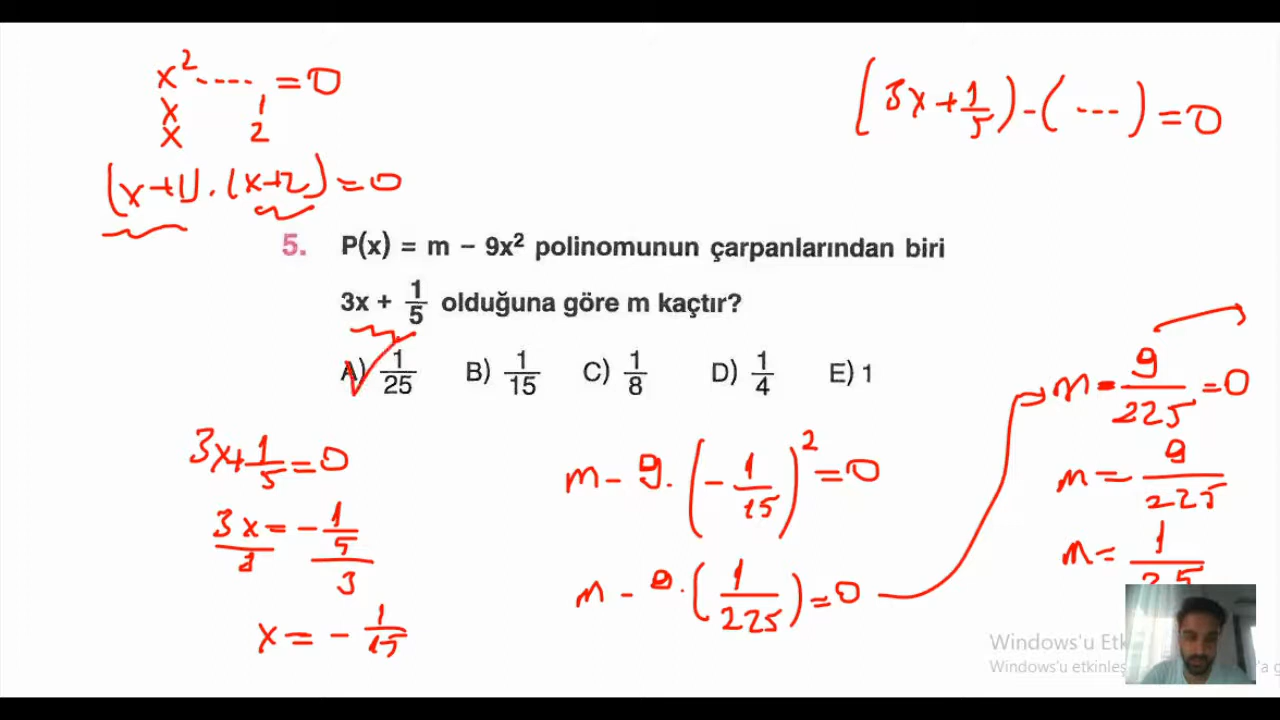 x² ..... = 0
x 1
x 2
(x+1).(x+2) = 0
(3x + 1/5) - (...) = 0
5. P(x) = m − 9x² polinomunun çarpanlarından biri
3x + 1/5 olduğuna göre m kaçtır?
A) 1/25 B) 1/15 C) 1/8 D) 1/4 E) 1
3x + 1/5 = 0
3x/3 = - 1/5/3
x = - 1/15
m - 9. (- 1/15)² = 0
m - 9. (1/225) = 0
m - 9/225 = 0
m = 9/225
m = 1/25
Windows'u Etk
Windows'u etkinleş